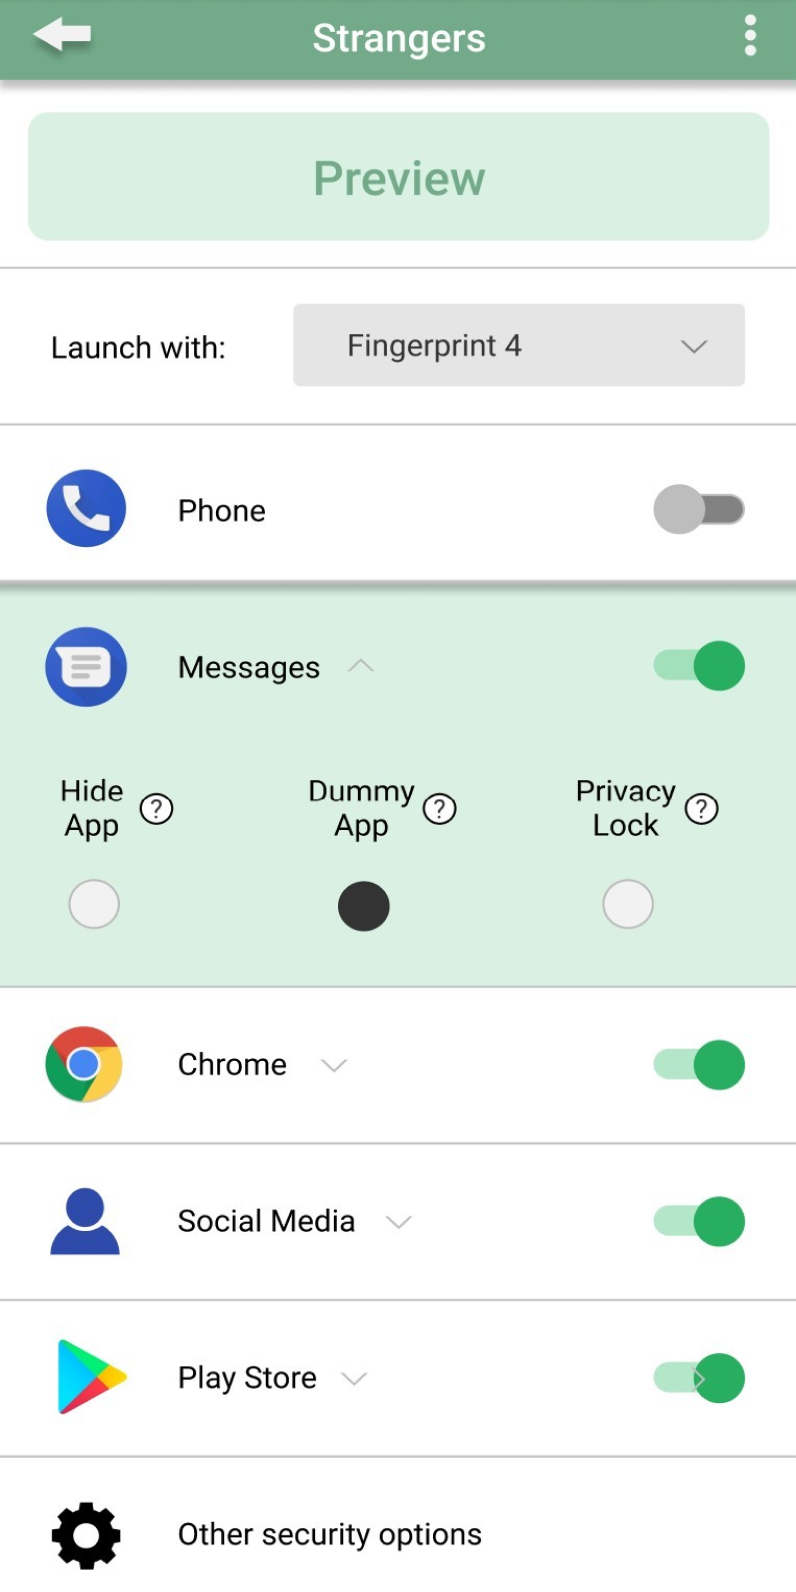 Strangers
Preview
Launch with:
Fingerprint 4
Phone
Messages
Hide
App
?
Dummy
App
?
Privacy
Lock
?
Chrome
Social Media
Play Store
Other security options